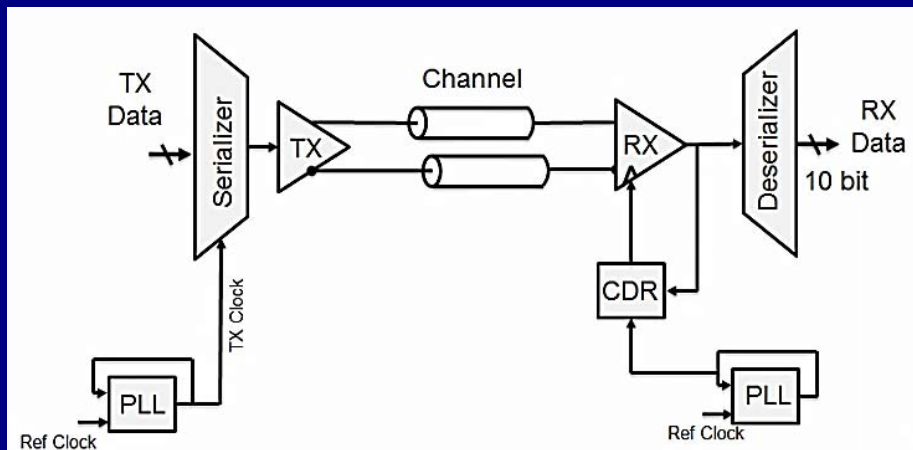 TX
Data
Serializer
TX
Channel
RX
Deserializer
RX
Data
10 bit
CDR
TX Clock
PLL
Ref Clock
PLL
Ref Clock